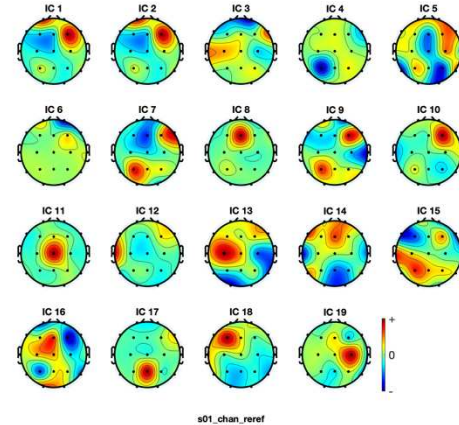 IC 1 IC 2 IC 3 IC 4 IC 5
IC 6 IC 7 IC 8 IC 9 IC 10
IC 11 IC 12 IC 13 IC 14 IC 15
IC 16 IC 17 IC 18 IC 19
+
0
-
s01_chan_reref